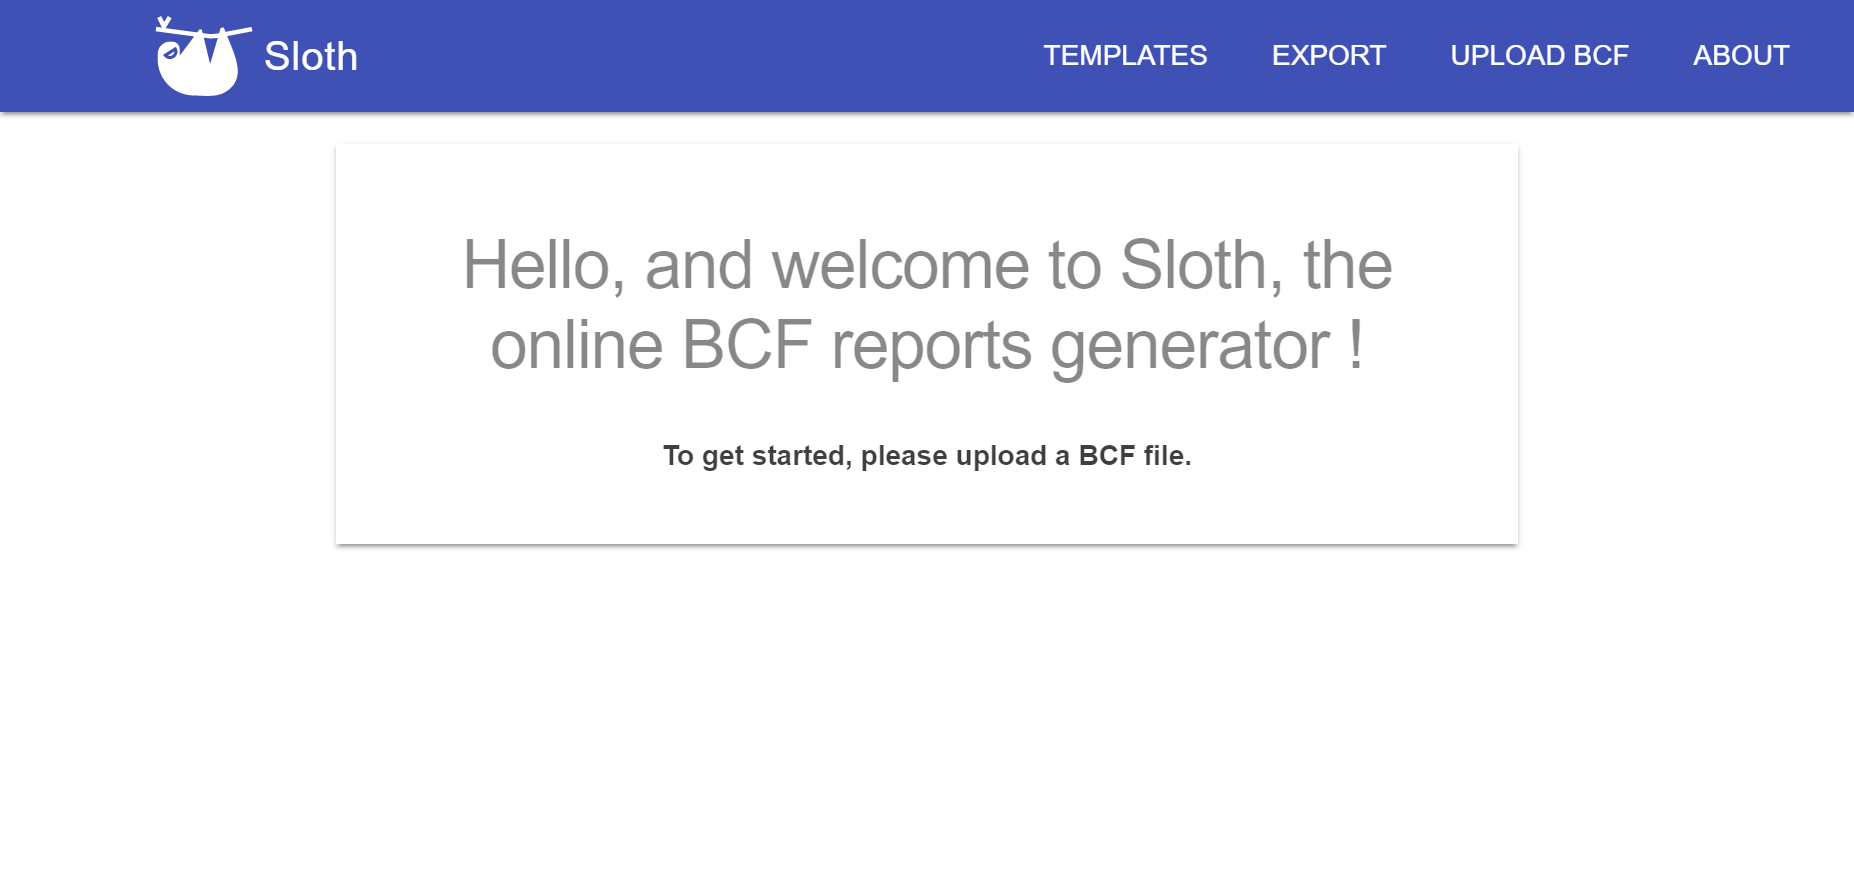 Sloth
TEMPLATES
EXPORT
UPLOAD BCF
ABOUT
Hello, and welcome to Sloth, the
online BCF reports generator !
To get started, please upload a BCF file.